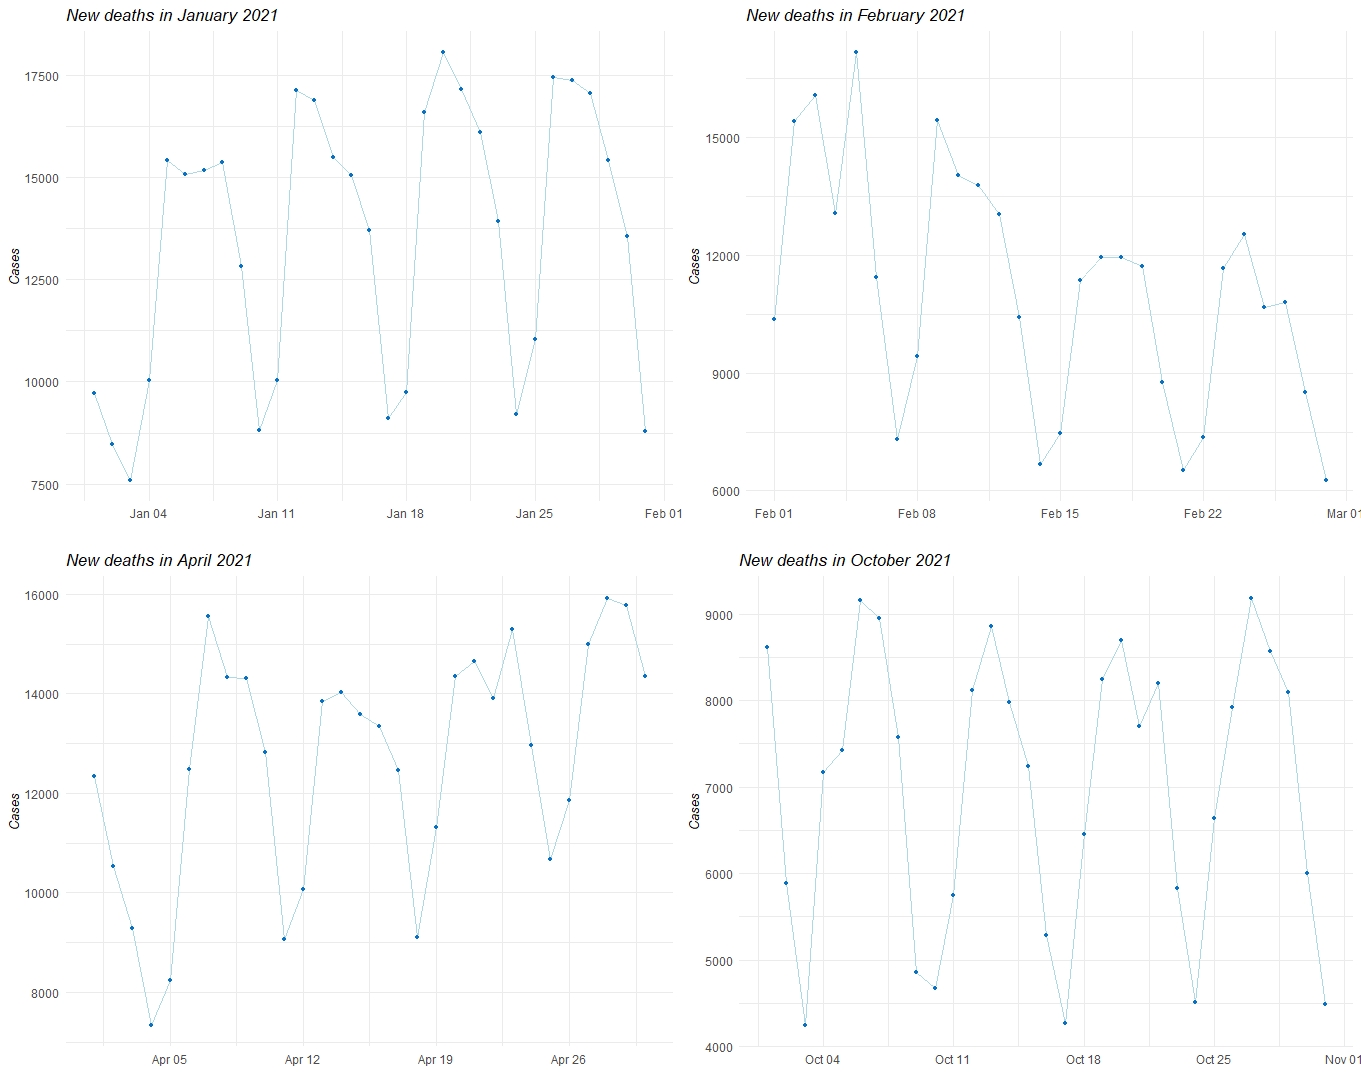 New deaths in January 2021
Cases
17500
15000
12500
10000
7500
Jan 04 Jan 11 Jan 18 Jan 25 Feb 01
New deaths in February 2021
Cases
15000
12000
9000
6000
Feb 01 Feb 08 Feb 15 Feb 22 Mar 01
New deaths in April 2021
Cases
16000
14000
12000
10000
8000
Apr 05 Apr 12 Apr 19 Apr 26
New deaths in October 2021
Cases
9000
8000
7000
6000
5000
4000
Oct 04 Oct 11 Oct 18 Oct 25 Nov 01